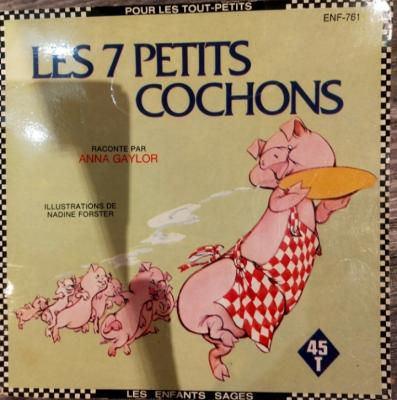 POUR LES TOUT-PETITS
ENF-761
LES 7 PETITS
COCHONS
RACONTE PAR
ANNA GAYLOR
ILLUSTRATIONS DE
NADINE FORSTER
45
T
LES ENFANTS SAGES